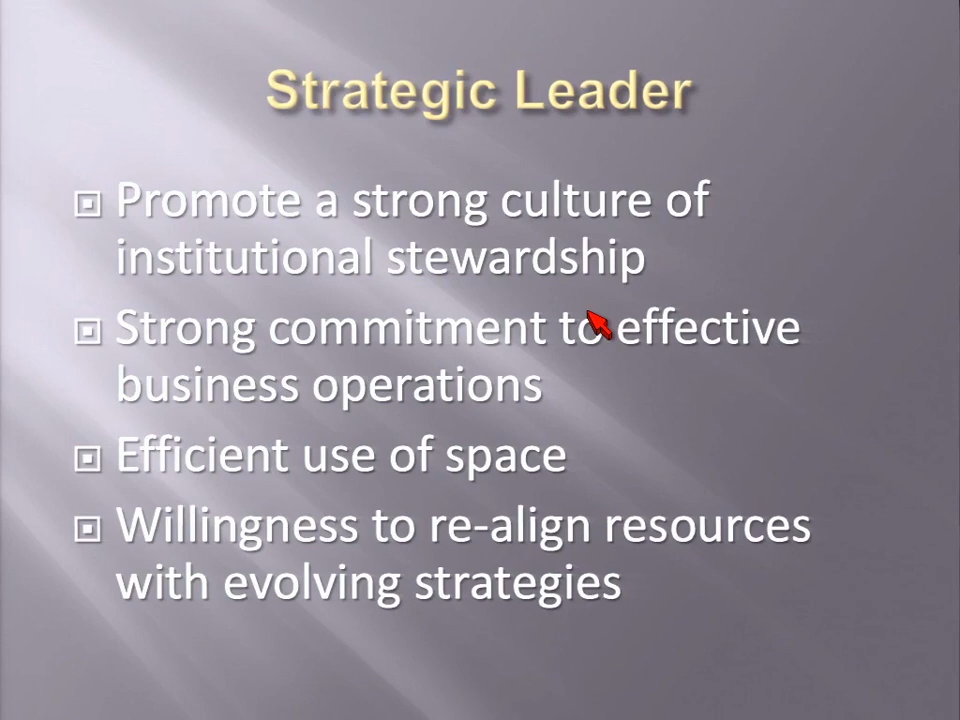 Strategic Leader
Promote a strong culture of
institutional stewardship
Strong commitment to effective
business operations
Efficient use of space
Willingness to re-align resources
with evolving strategies